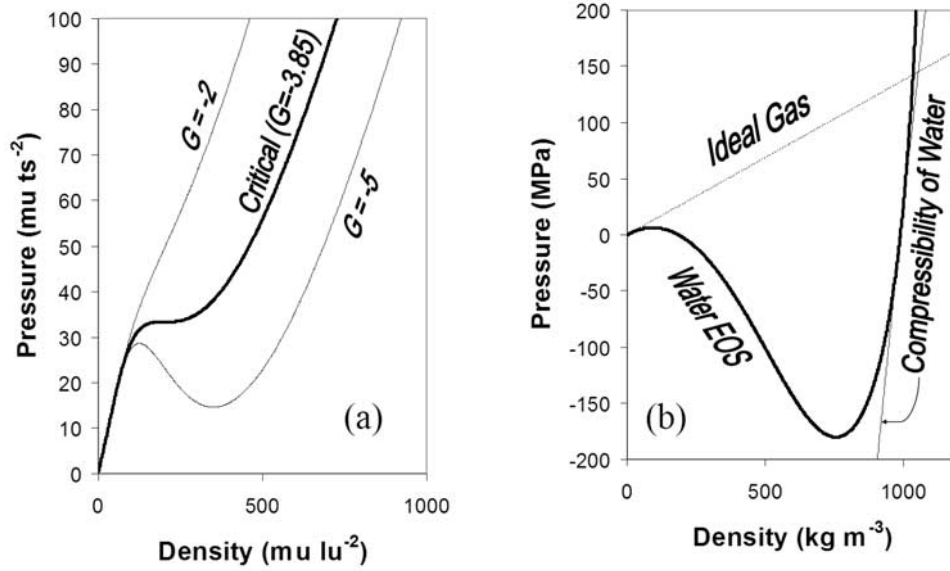 100
90
80
70
60
50
40
30
20
10
0
Pressure (mu ts⁻²)
G = -2
Critical (G=-3.85)
G = -5
(a)
0
500
1000
Density (mu lu⁻²)
200
150
100
50
0
-50
-100
-150
-200
Pressure (MPa)
Ideal Gas
Water EOS
Compressibility of Water
(b)
0
500
1000
Density (kg m⁻³)